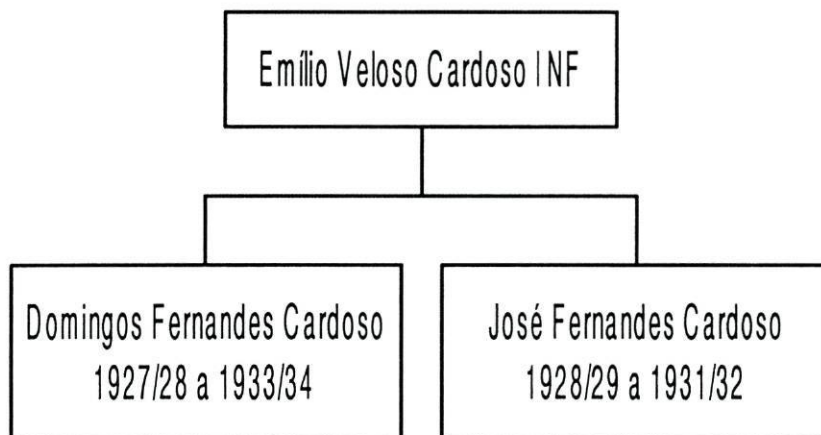 Emílio Veloso Cardoso INF
Domingos Fernandes Cardoso
1927/28 a 1933/34
José Fernandes Cardoso
1928/29 a 1931/32